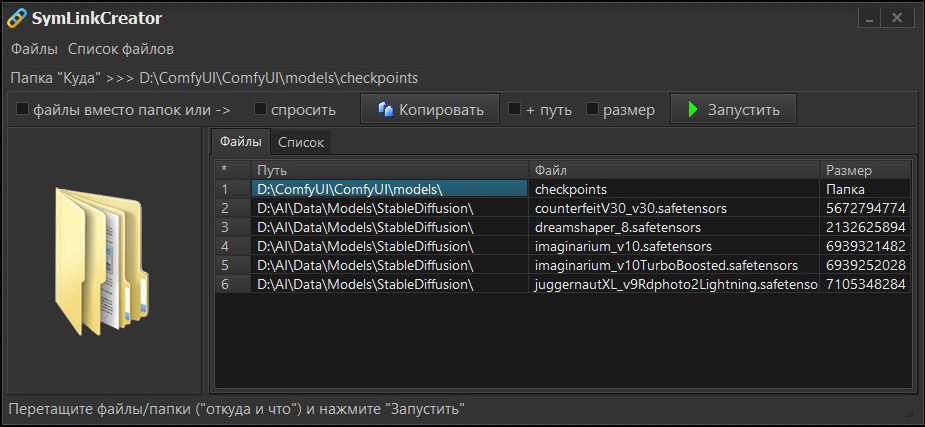 SymLinkCreator
Файлы Список файлов
Папка "Куда" >>> D:\ComfyUI\ComfyUI\models\checkpoints
файлы вместо папок или -> спросить Копировать + путь размер Запустить
Файлы Список
* Путь Файл Размер
1 D:\ComfyUI\ComfyUI\models\ checkpoints Папка
2 D:\AI\Data\Models\StableDiffusion\ counterfeitV30_v30.safetensors 5672794774
3 D:\AI\Data\Models\StableDiffusion\ dreamshaper_8.safetensors 2132625894
4 D:\AI\Data\Models\StableDiffusion\ imaginarium_v10.safetensors 6939321482
5 D:\AI\Data\Models\StableDiffusion\ imaginarium_v10TurboBoosted.safetensors 6939252028
6 D:\AI\Data\Models\StableDiffusion\ juggernautXL_v9Rdphoto2Lightning.safetenso 7105348284
Перетащите файлы/папки ("откуда и что") и нажмите "Запустить"